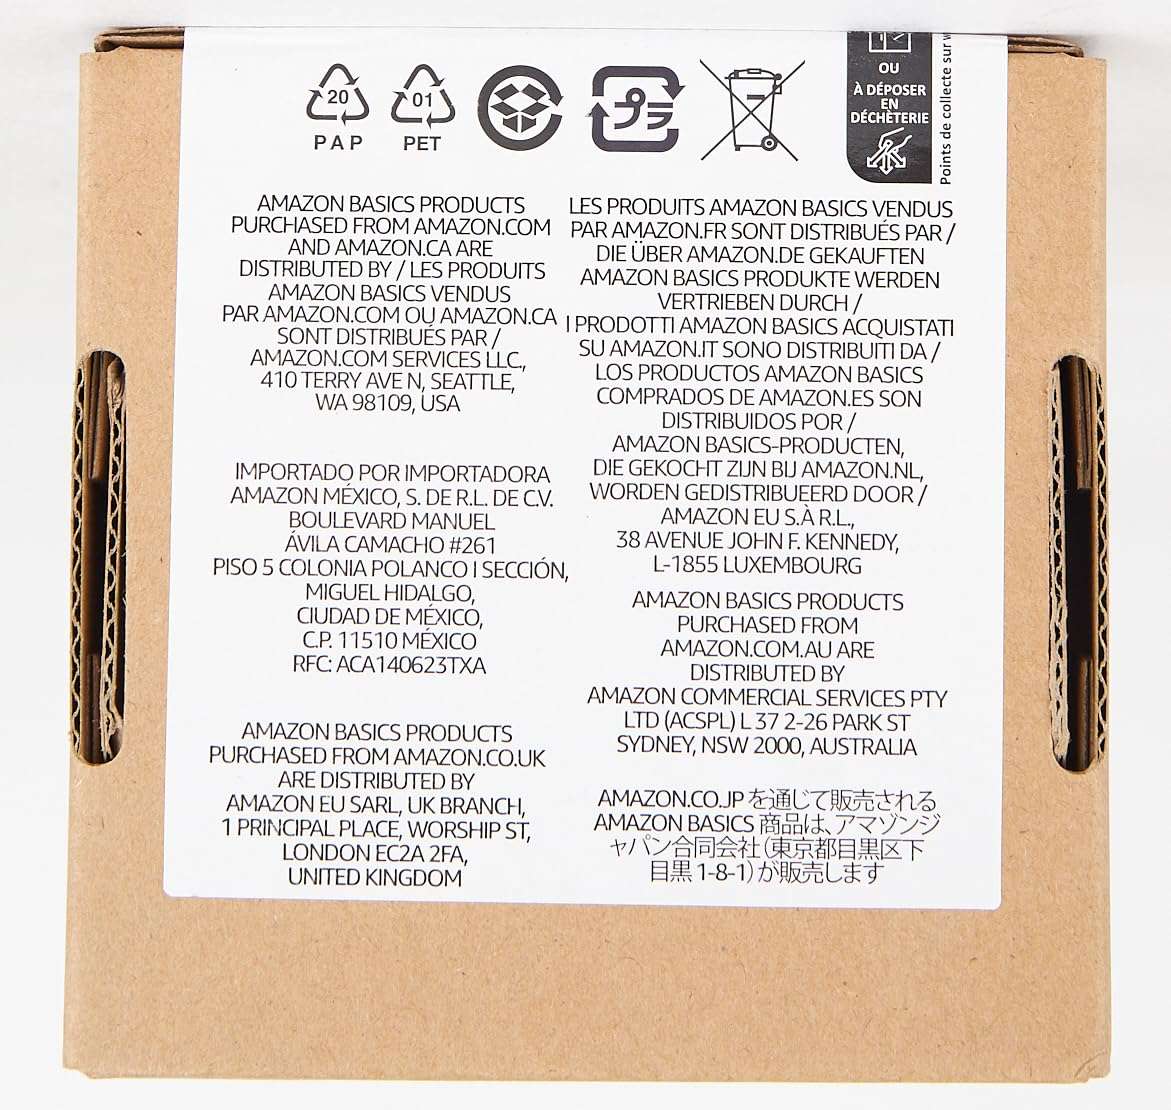 20
PAP
01
PET
プラ
OU
À DÉPOSER
EN
DÉCHÈTERIE
Points de collecte sur
AMAZON BASICS PRODUCTS
PURCHASED FROM AMAZON.COM
AND AMAZON.CA ARE
DISTRIBUTED BY / LES PRODUITS
AMAZON BASICS VENDUS
PAR AMAZON.COM OU AMAZON.CA
SONT DISTRIBUÉS PAR /
AMAZON.COM SERVICES LLC,
410 TERRY AVE N, SEATTLE,
WA 98109, USA
IMPORTADO POR IMPORTADORA
AMAZON MÉXICO, S. DE R.L. DE C.V.
BOULEVARD MANUEL
ÁVILA CAMACHO #261
PISO 5 COLONIA POLANCO I SECCIÓN,
MIGUEL HIDALGO,
CIUDAD DE MÉXICO,
C.P. 11510 MÉXICO
RFC: ACA140623TXA
AMAZON BASICS PRODUCTS
PURCHASED FROM AMAZON.CO.UK
ARE DISTRIBUTED BY
AMAZON EU SARL, UK BRANCH,
1 PRINCIPAL PLACE, WORSHIP ST,
LONDON EC2A 2FA,
UNITED KINGDOM
LES PRODUITS AMAZON BASICS VENDUS
PAR AMAZON.FR SONT DISTRIBUÉS PAR /
DIE ÜBER AMAZON.DE GEKAUFTEN
AMAZON BASICS PRODUKTE WERDEN
VERTRIEBEN DURCH /
I PRODOTTI AMAZON BASICS ACQUISTATI
SU AMAZON.IT SONO DISTRIBUITI DA /
LOS PRODUCTOS AMAZON BASICS
COMPRADOS DE AMAZON.ES SON
DISTRIBUIDOS POR /
AMAZON BASICS-PRODUCTEN,
DIE GEKOCHT ZIJN BIJ AMAZON.NL,
WORDEN GEDISTRIBUEERD DOOR /
AMAZON EU S.À R.L.,
38 AVENUE JOHN F. KENNEDY,
L-1855 LUXEMBOURG
AMAZON BASICS PRODUCTS
PURCHASED FROM
AMAZON.COM.AU ARE
DISTRIBUTED BY
AMAZON COMMERCIAL SERVICES PTY
LTD (ACSPL) L 37 2-26 PARK ST
SYDNEY, NSW 2000, AUSTRALIA
AMAZON.CO.JP を通じて販売される
AMAZON BASICS 商品は、アマゾンジ
ャパン合同会社（東京都目黒区下
目黒 1-8-1）が販売します